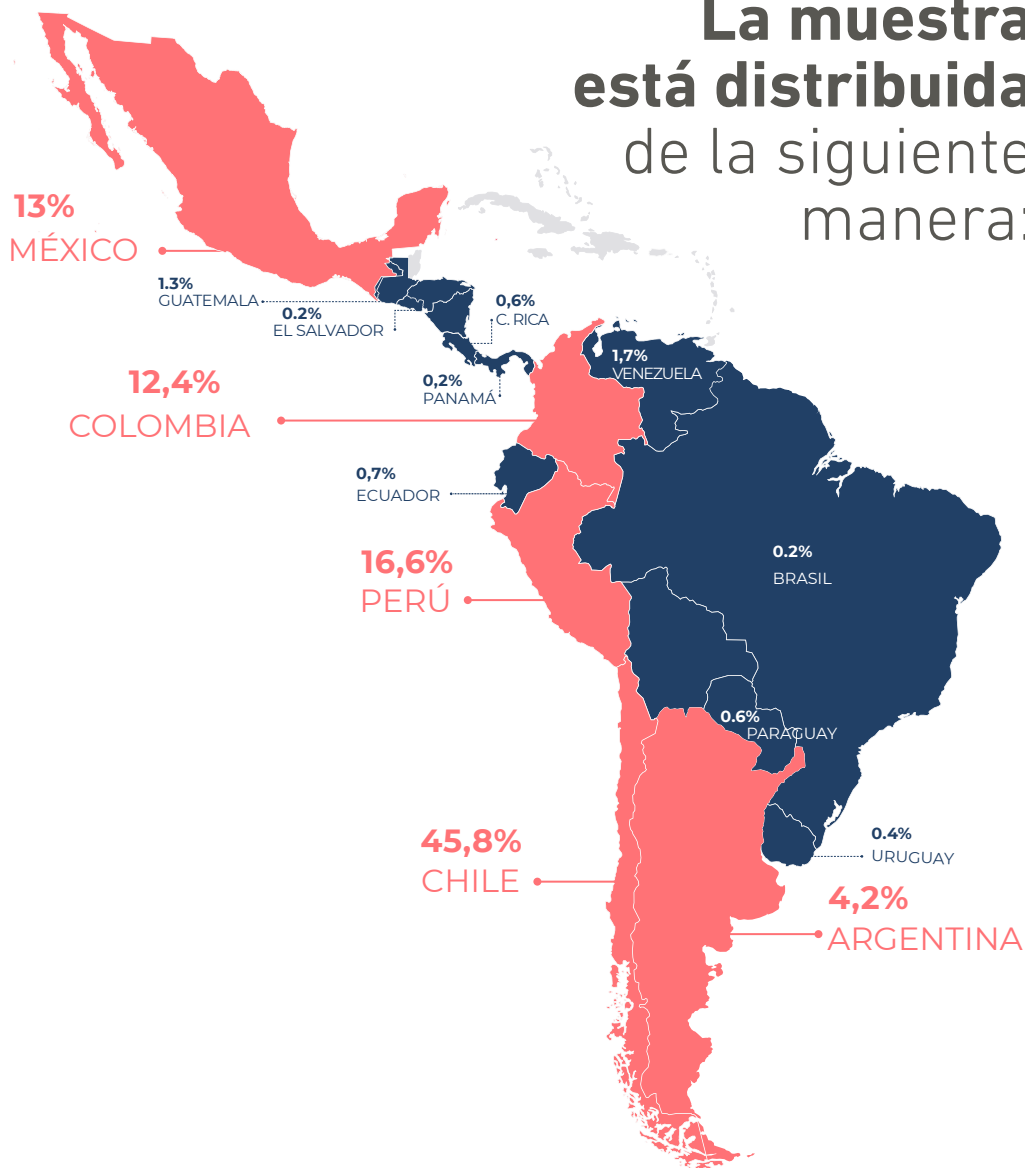 La muestra
está distribuida
de la siguiente
manera:
13%
MÉXICO
1.3%
GUATEMALA
0.2%
EL SALVADOR
0,6%
C. RICA
0,2%
PANAMÁ
1,7%
VENEZUELA
12,4%
COLOMBIA
0,7%
ECUADOR
16,6%
PERÚ
0.2%
BRASIL
0.6%
PARAGUAY
45,8%
CHILE
0.4%
URUGUAY
4,2%
ARGENTINA